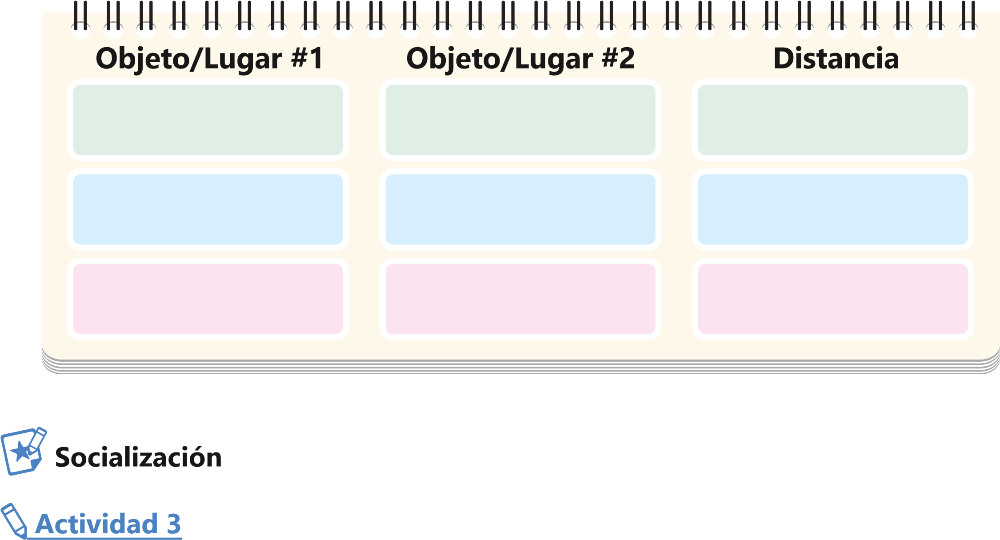 Objeto/Lugar #1 Objeto/Lugar #2 Distancia
Socialización
Actividad 3